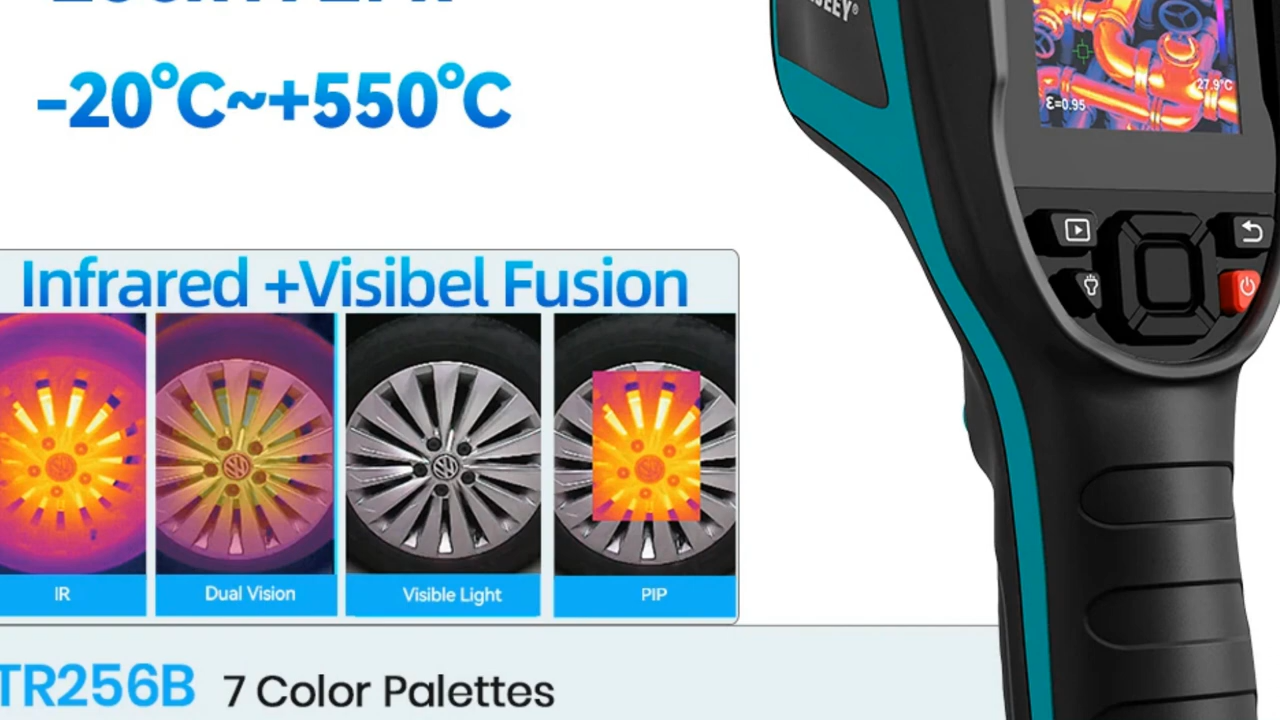 -20°C~+550°C
27.9°C
ε=0.95
Infrared +Visibel Fusion
IR
Dual Vision
Visible Light
PIP
TR256B 7 Color Palettes